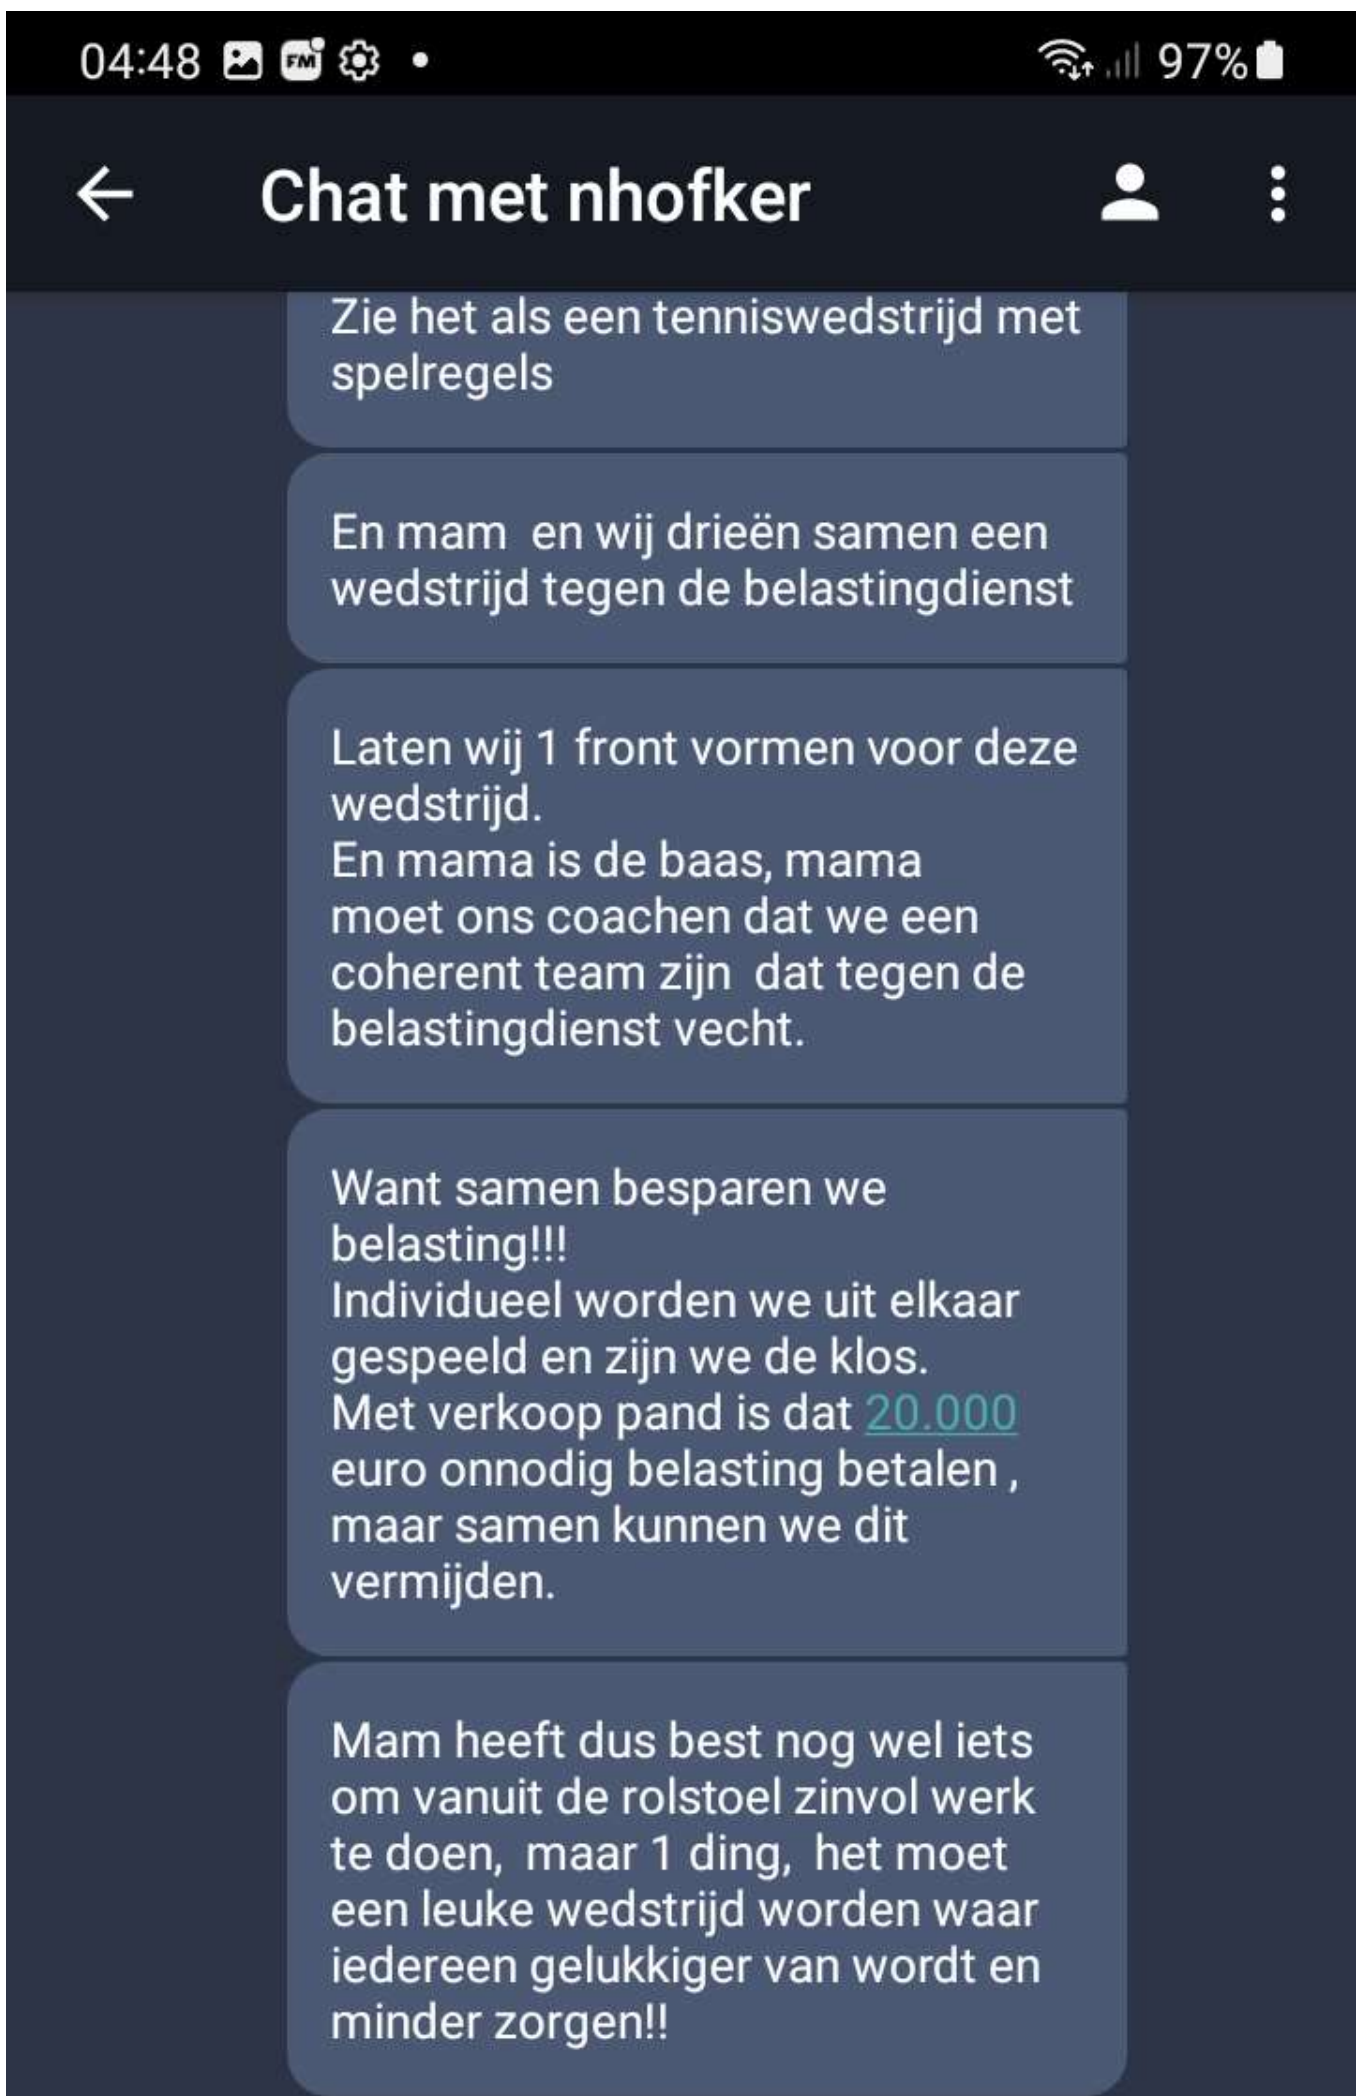 04:48 FM 97%
Chat met nhofker
Zie het als een tenniswedstrijd met
spelregels
En mam  en wij drieën samen een
wedstrijd tegen de belastingdienst
Laten wij 1 front vormen voor deze
wedstrijd.
En mama is de baas, mama
moet ons coachen dat we een
coherent team zijn  dat tegen de
belastingdienst vecht.
Want samen besparen we
belasting!!!
Individueel worden we uit elkaar
gespeeld en zijn we de klos.
Met verkoop pand is dat 20.000
euro onnodig belasting betalen ,
maar samen kunnen we dit
vermijden.
Mam heeft dus best nog wel iets
om vanuit de rolstoel zinvol werk
te doen,  maar 1 ding,  het moet
een leuke wedstrijd worden waar
iedereen gelukkiger van wordt en
minder zorgen!!